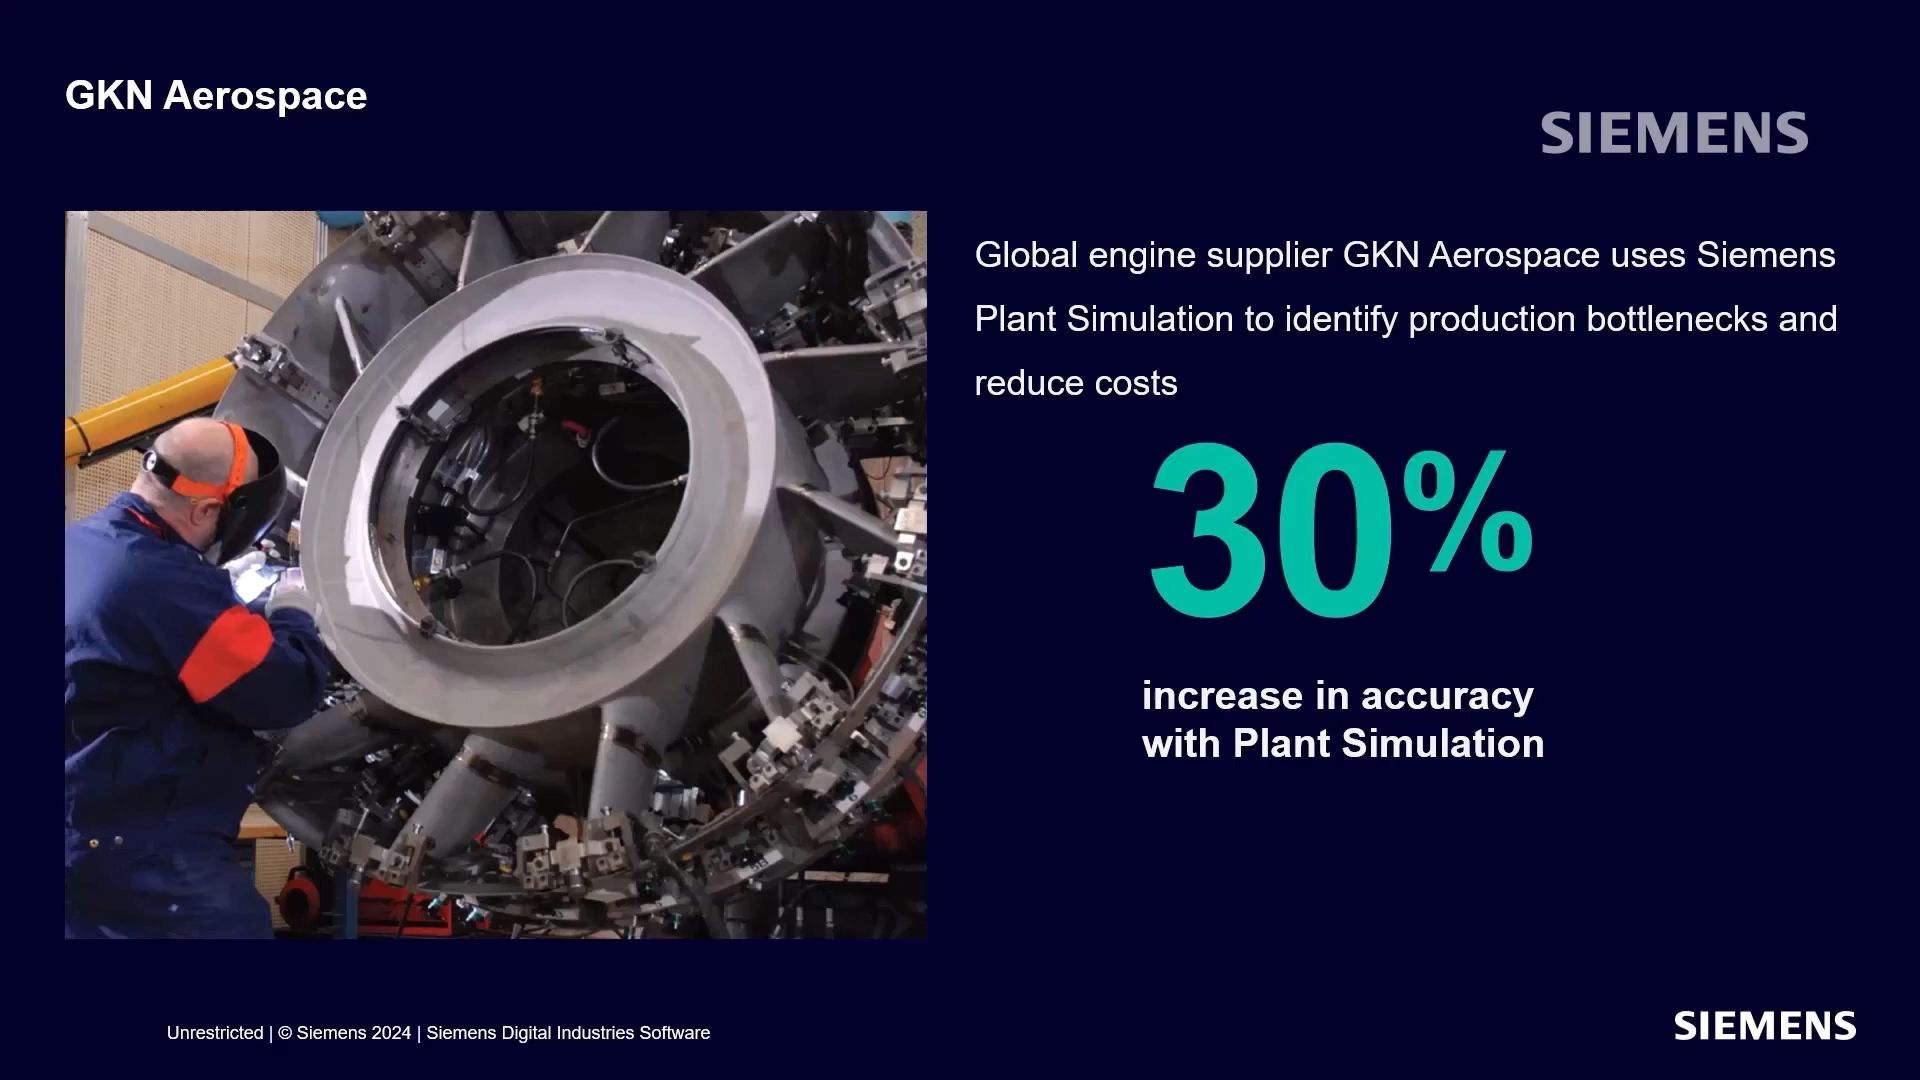 GKN Aerospace
SIEMENS
Global engine supplier GKN Aerospace uses Siemens
Plant Simulation to identify production bottlenecks and
reduce costs
30%
increase in accuracy
with Plant Simulation
Unrestricted | © Siemens 2024 | Siemens Digital Industries Software
SIEMENS